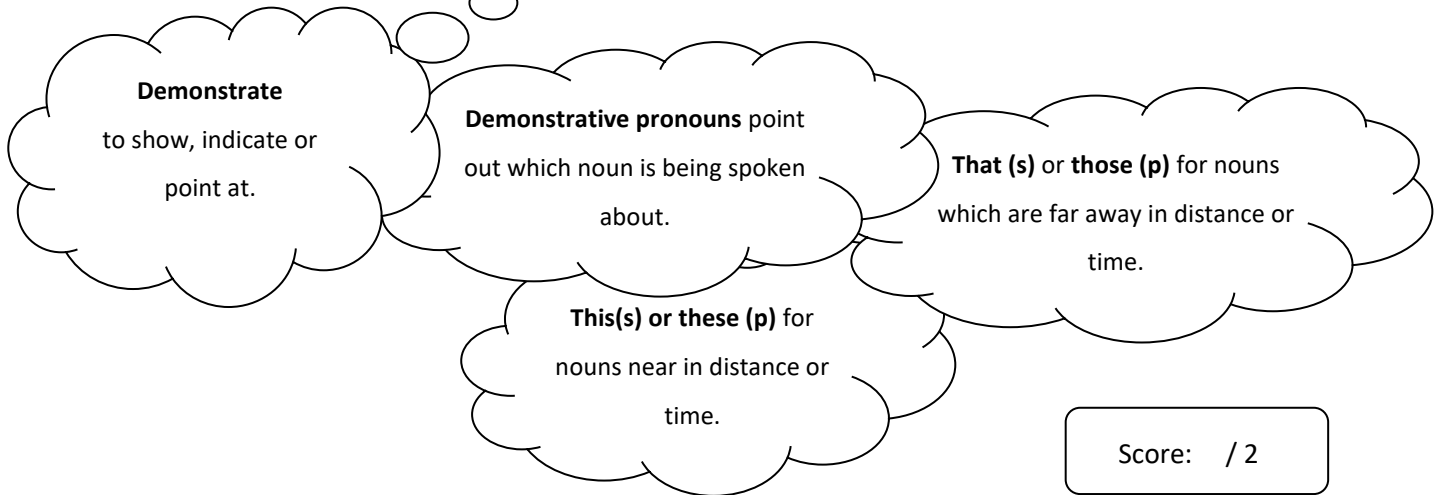 Demonstrate
to show, indicate or
point at.
Demonstrative pronouns point
out which noun is being spoken
about.
That (s) or those (p) for nouns
which are far away in distance or
time.
This(s) or these (p) for
nouns near in distance or
time.
Score: / 2